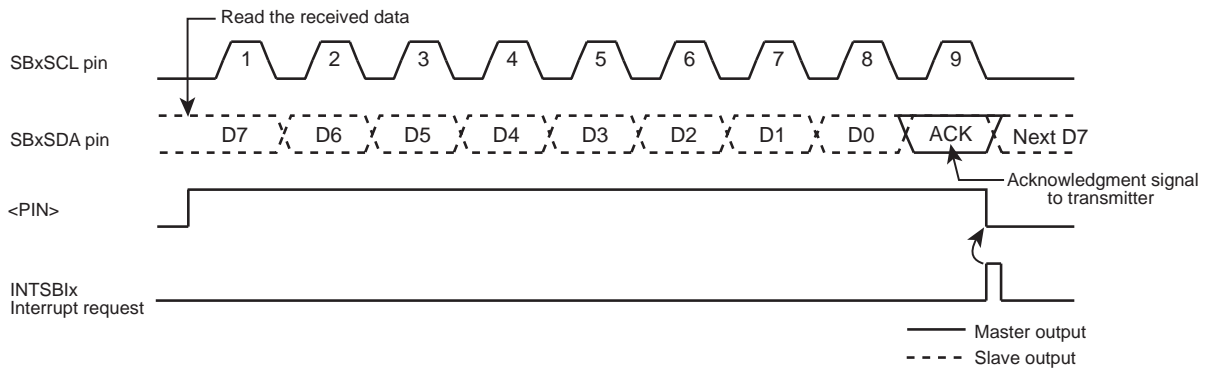 Read the received data
SBxSCL pin
1 2 3 4 5 6 7 8 9
SBxSDA pin
D7 D6 D5 D4 D3 D2 D1 D0 ACK Next D7
Acknowledgment signal
to transmitter
<PIN>
INTSBIx
Interrupt request
Master output
Slave output